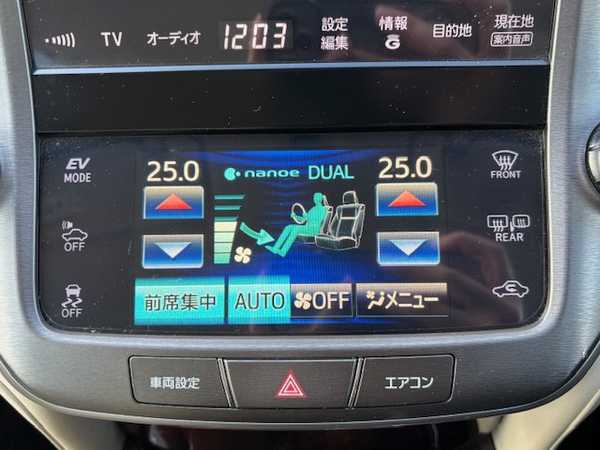 TV オーディオ 1203 設定編集 情報 G 目的地 現在地 案内音声
EV MODE
25.0 nanoe DUAL 25.0
FRONT
OFF
REAR
OFF
前席集中 AUTO OFF メニュー
車両設定 エアコン